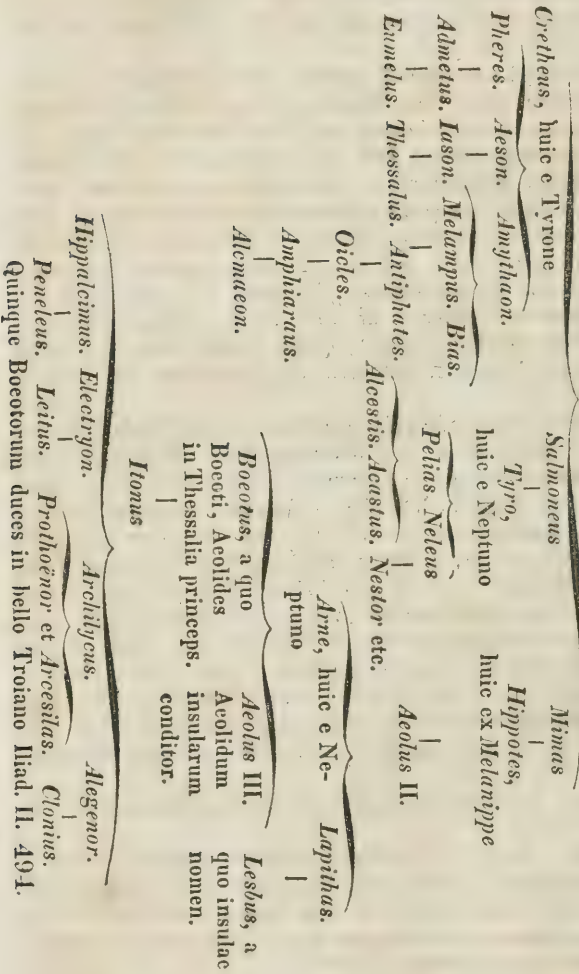 Cretheus, huic e Tyrone Salmoneus Mimas
Tyro, Hippotes,
Pheres. Aeson. Amythaon. huic e Neptuno huic ex Melanippe
Admetus. Iason. Melampus. Bias. Pelias. Neleus
Eumelus. Thessalus. Antiphates. Alcestis. Acastus. Nestor etc. Aeolus II.
Oicles. Arne, huic e Ne- Lapithas.
Amphiaraus. ptuno
Alcmaeon. Boeotus, a quo Aeolus III. Lesbus, a
Boeoti, Aeolides Aeolidum quo insulae
in Thessalia princeps. insularum nomen.
conditor.
Itonus
Hippalcimus. Electryon. Archilycus. Alegenor.
Peneleus. Leitus. Prothoënor et Arcesilas. Clonius.
Quinque Boeotorum duces in bello Troiano Iliad. II. 494.